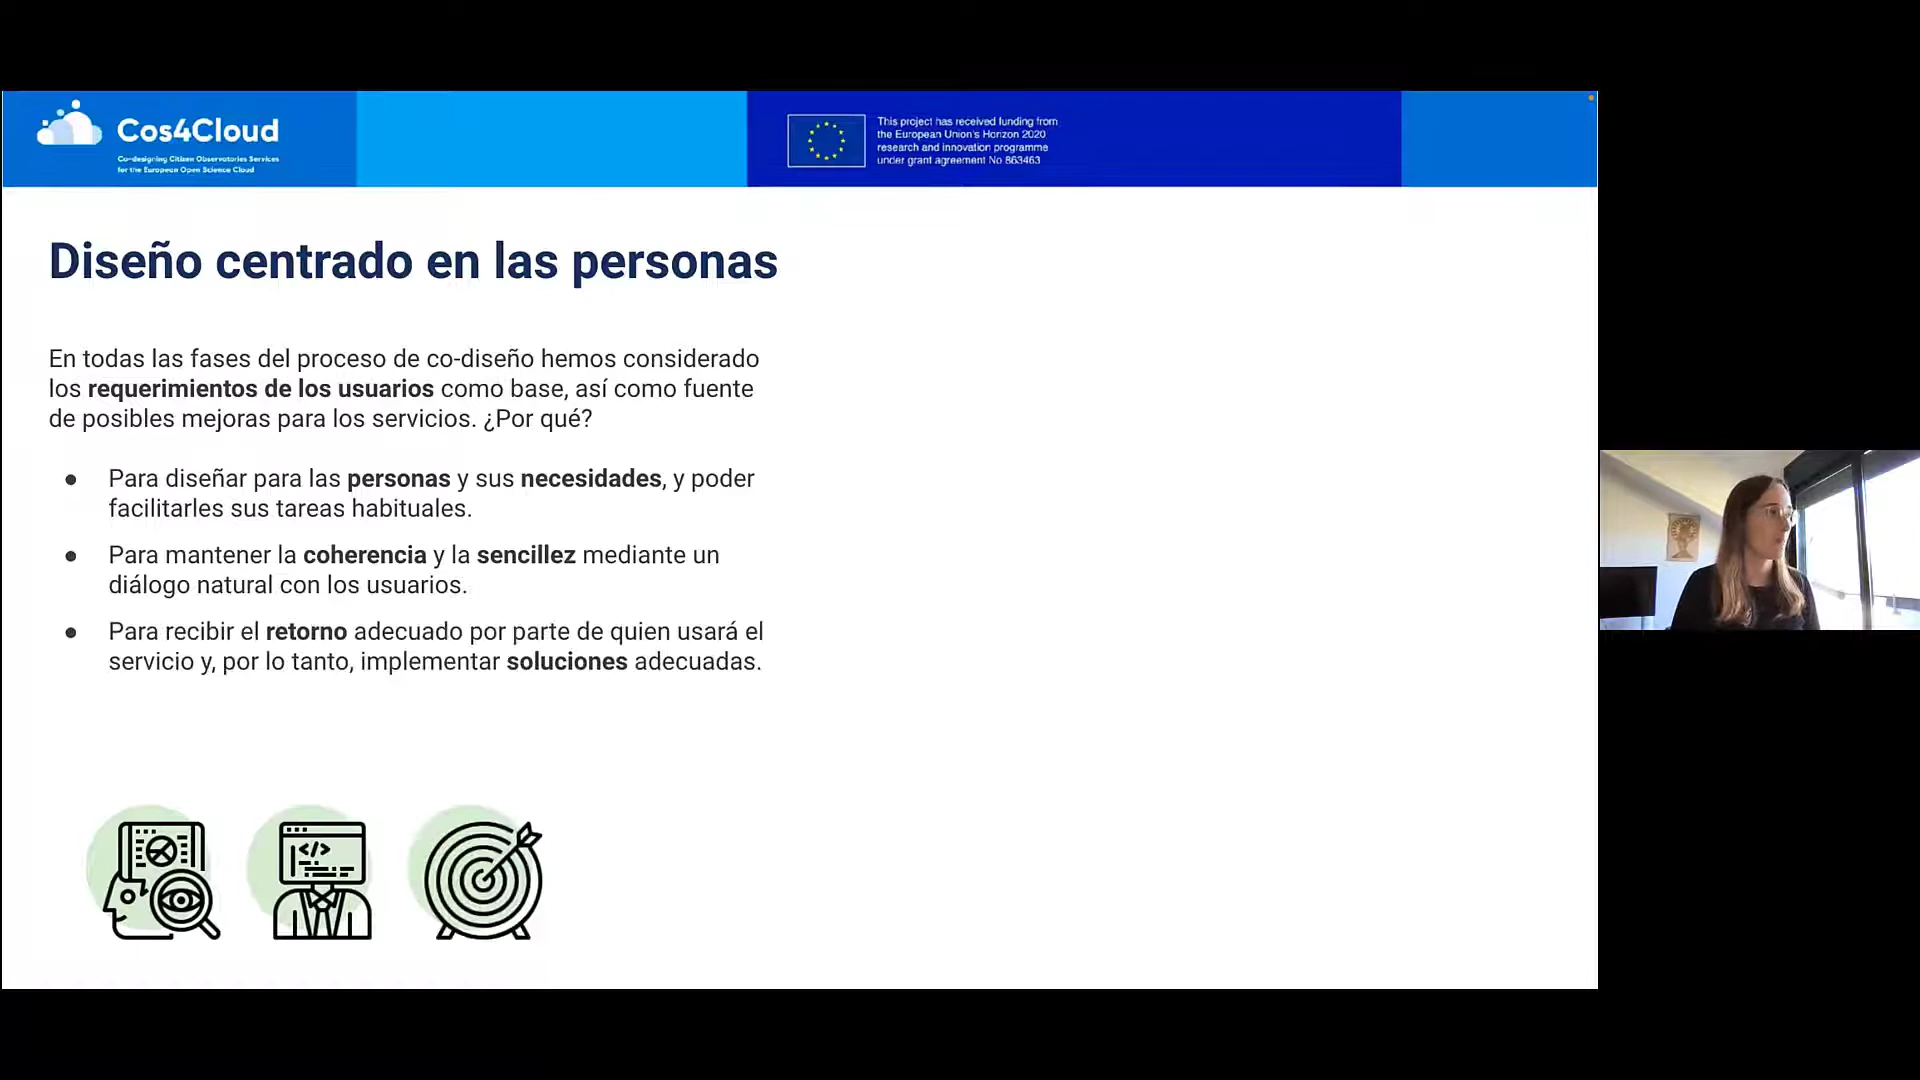 Cos4Cloud
Co-designing Citizen Observatories Services
for the European Open Science Cloud
This project has received funding from
the European Union's Horizon 2020
research and innovation programme
under grant agreement No 863463
Diseño centrado en las personas
En todas las fases del proceso de co-diseño hemos considerado
los requerimientos de los usuarios como base, así como fuente
de posibles mejoras para los servicios. ¿Por qué?
● Para diseñar para las personas y sus necesidades, y poder
facilitarles sus tareas habituales.
● Para mantener la coherencia y la sencillez mediante un
diálogo natural con los usuarios.
● Para recibir el retorno adecuado por parte de quien usará el
servicio y, por lo tanto, implementar soluciones adecuadas.
</>